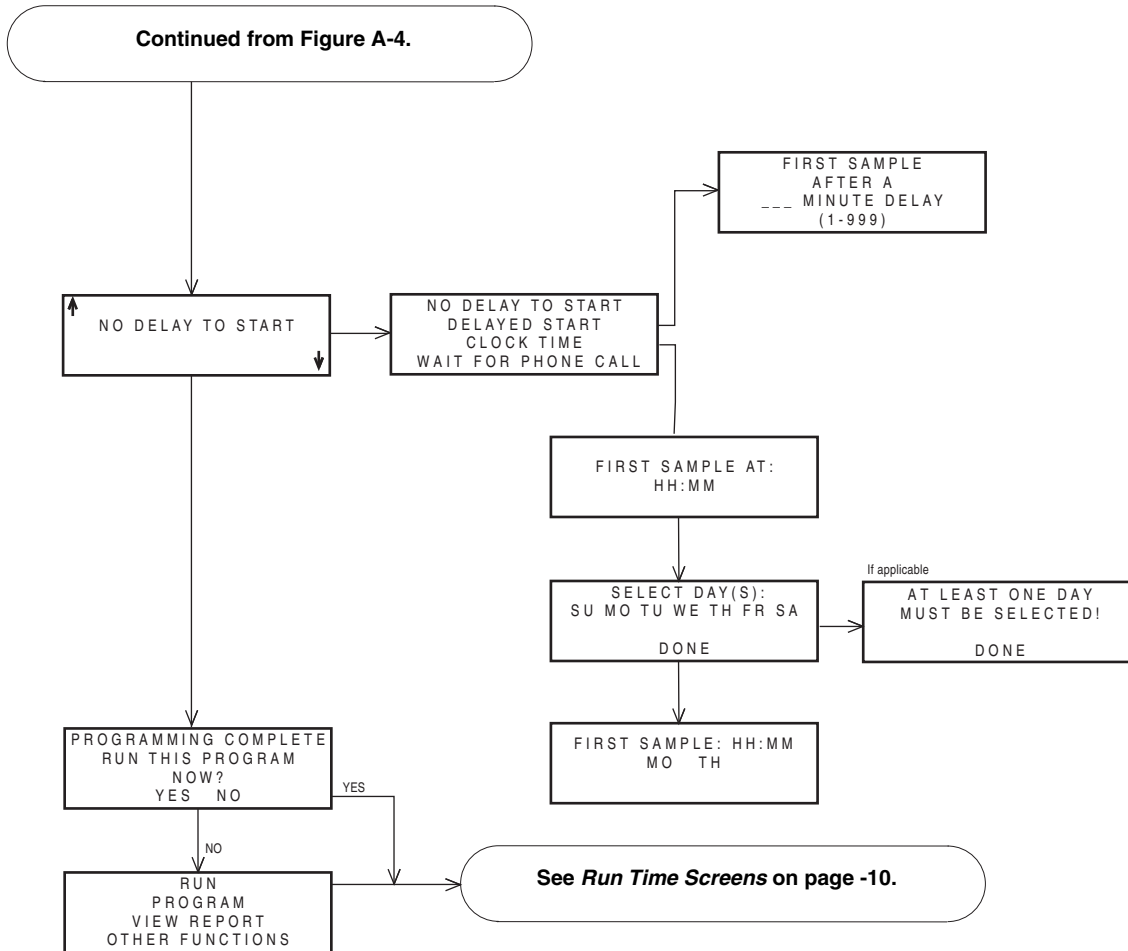 Continued from Figure A-4.
FIRST SAMPLE
AFTER A
_ _ _ MINUTE DELAY
(1-999)
NO DELAY TO START
NO DELAY TO START
DELAYED START
CLOCK TIME
WAIT FOR PHONE CALL
FIRST SAMPLE AT:
HH:MM
SELECT DAY(S):
SU MO TU WE TH FR SA
DONE
If applicable
AT LEAST ONE DAY
MUST BE SELECTED!
DONE
FIRST SAMPLE: HH:MM
MO TH
PROGRAMMING COMPLETE
RUN THIS PROGRAM
NOW?
YES NO
YES
NO
RUN
PROGRAM
VIEW REPORT
OTHER FUNCTIONS
See Run Time Screens on page -10.